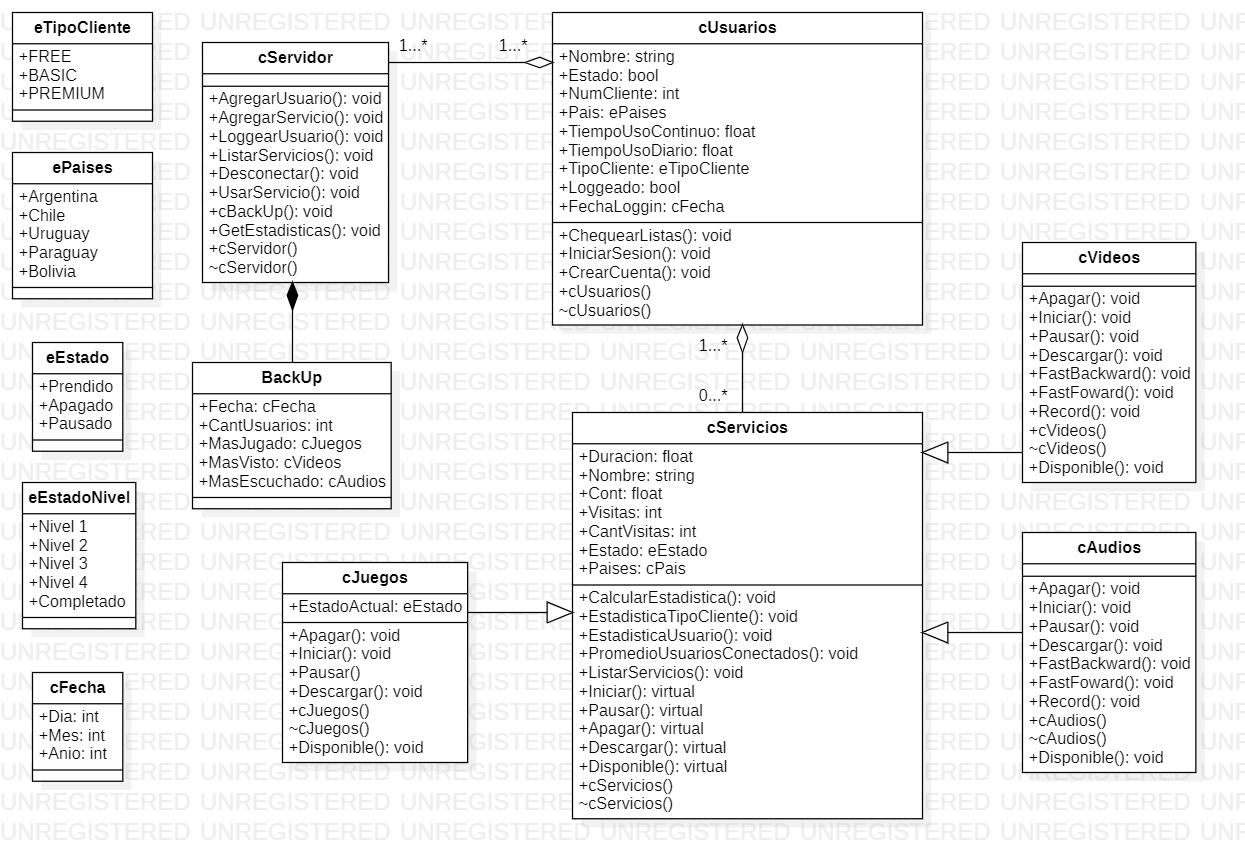 eTipoCliente
+FREE
+BASIC
+PREMIUM
ePaises
+Argentina
+Chile
+Uruguay
+Paraguay
+Bolivia
eEstado
+Prendido
+Apagado
+Pausado
eEstadoNivel
+Nivel 1
+Nivel 2
+Nivel 3
+Nivel 4
+Completado
cFecha
+Dia: int
+Mes: int
+Anio: int
cServidor
+AgregarUsuario(): void
+AgregarServicio(): void
+LoggearUsuario(): void
+ListarServicios(): void
+Desconectar(): void
+UsarServicio(): void
+cBackUp(): void
+GetEstadisticas(): void
+cServidor()
~cServidor()
1...*
1...*
BackUp
+Fecha: cFecha
+CantUsuarios: int
+MasJugado: cJuegos
+MasVisto: cVideos
+MasEscuchado: cAudios
cJuegos
+EstadoActual: eEstado
+Apagar(): void
+Iniciar(): void
+Pausar()
+Descargar(): void
+cJuegos()
~cJuegos()
+Disponible(): void
cUsuarios
+Nombre: string
+Estado: bool
+NumCliente: int
+Pais: ePaises
+TiempoUsoContinuo: float
+TiempoUsoDiario: float
+TipoCliente: eTipoCliente
+Loggeado: bool
+FechaLoggin: cFecha
+ChequearListas(): void
+IniciarSesion(): void
+CrearCuenta(): void
+cUsuarios()
~cUsuarios()
1...*
0...*
cServicios
+Duracion: float
+Nombre: string
+Cont: float
+Visitas: int
+CantVisitas: int
+Estado: eEstado
+Paises: cPais
+CalcularEstadistica(): void
+EstadisticaTipoCliente(): void
+EstadisticaUsuario(): void
+PromedioUsuariosConectados(): void
+ListarServicios(): void
+Iniciar(): virtual
+Pausar(): virtual
+Apagar(): virtual
+Descargar(): virtual
+Disponible(): virtual
+cServicios()
~cServicios()
cVideos
+Apagar(): void
+Iniciar(): void
+Pausar(): void
+Descargar(): void
+FastBackward(): void
+FastFoward(): void
+Record(): void
+cVideos()
~cVideos()
+Disponible(): void
cAudios
+Apagar(): void
+Iniciar(): void
+Pausar(): void
+Descargar(): void
+FastBackward(): void
+FastFoward(): void
+Record(): void
+cAudios()
~cAudios()
+Disponible(): void
UNREGISTERED